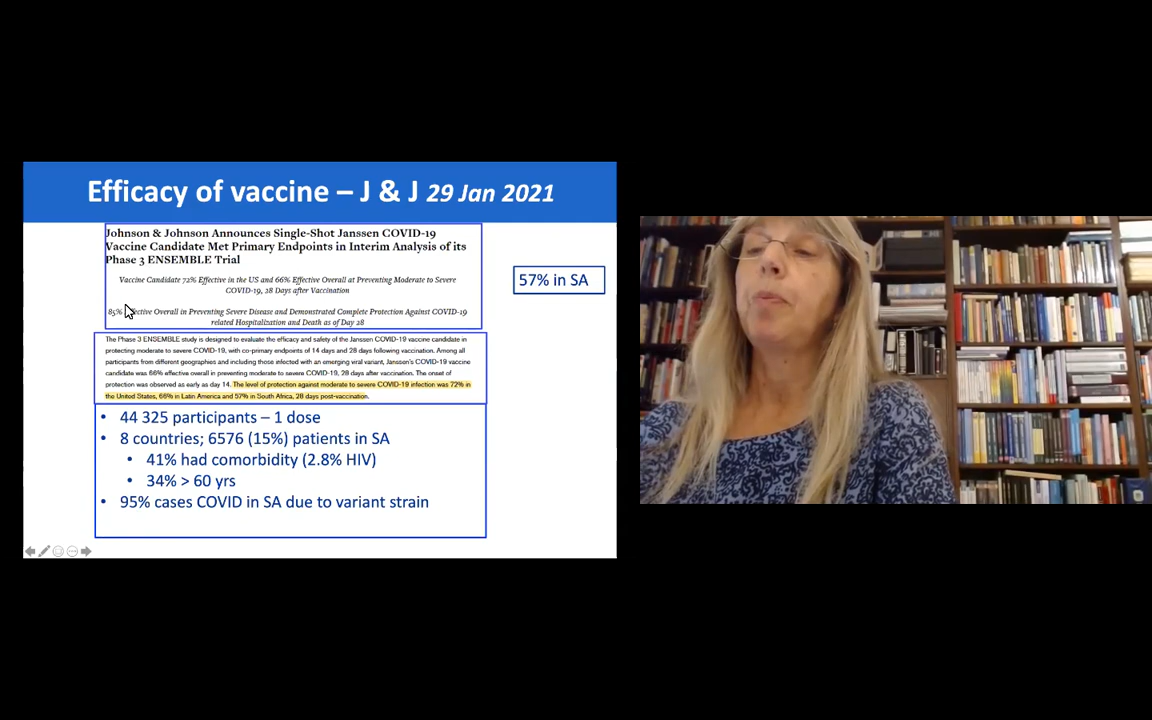 Efficacy of vaccine – J & J 29 Jan 2021
Johnson & Johnson Announces Single-Shot Janssen COVID-19
Vaccine Candidate Met Primary Endpoints in Interim Analysis of its
Phase 3 ENSEMBLE Trial
Vaccine Candidate 72% Effective in the US and 66% Effective Overall at Preventing Moderate to Severe
COVID-19, 28 Days after Vaccination
85% Effective Overall in Preventing Severe Disease and Demonstrated Complete Protection Against COVID-19
related Hospitalization and Death as of Day 28
57% in SA
The Phase 3 ENSEMBLE study is designed to evaluate the efficacy and safety of the Janssen COVID-19 vaccine candidate in
protecting moderate to severe COVID-19, with co-primary endpoints of 14 days and 28 days following vaccination. Among all
participants from different geographies and including those infected with an emerging viral variant, Janssen's COVID-19 vaccine
candidate was 66% effective overall in preventing moderate to severe COVID-19, 28 days after vaccination. The onset of
protection was observed as early as day 14. The level of protection against moderate to severe COVID-19 infection was 72% in
the United States, 66% in Latin America and 57% in South Africa, 28 days post-vaccination.
• 44 325 participants – 1 dose
• 8 countries; 6576 (15%) patients in SA
• 41% had comorbidity (2.8% HIV)
• 34% > 60 yrs
• 95% cases COVID in SA due to variant strain